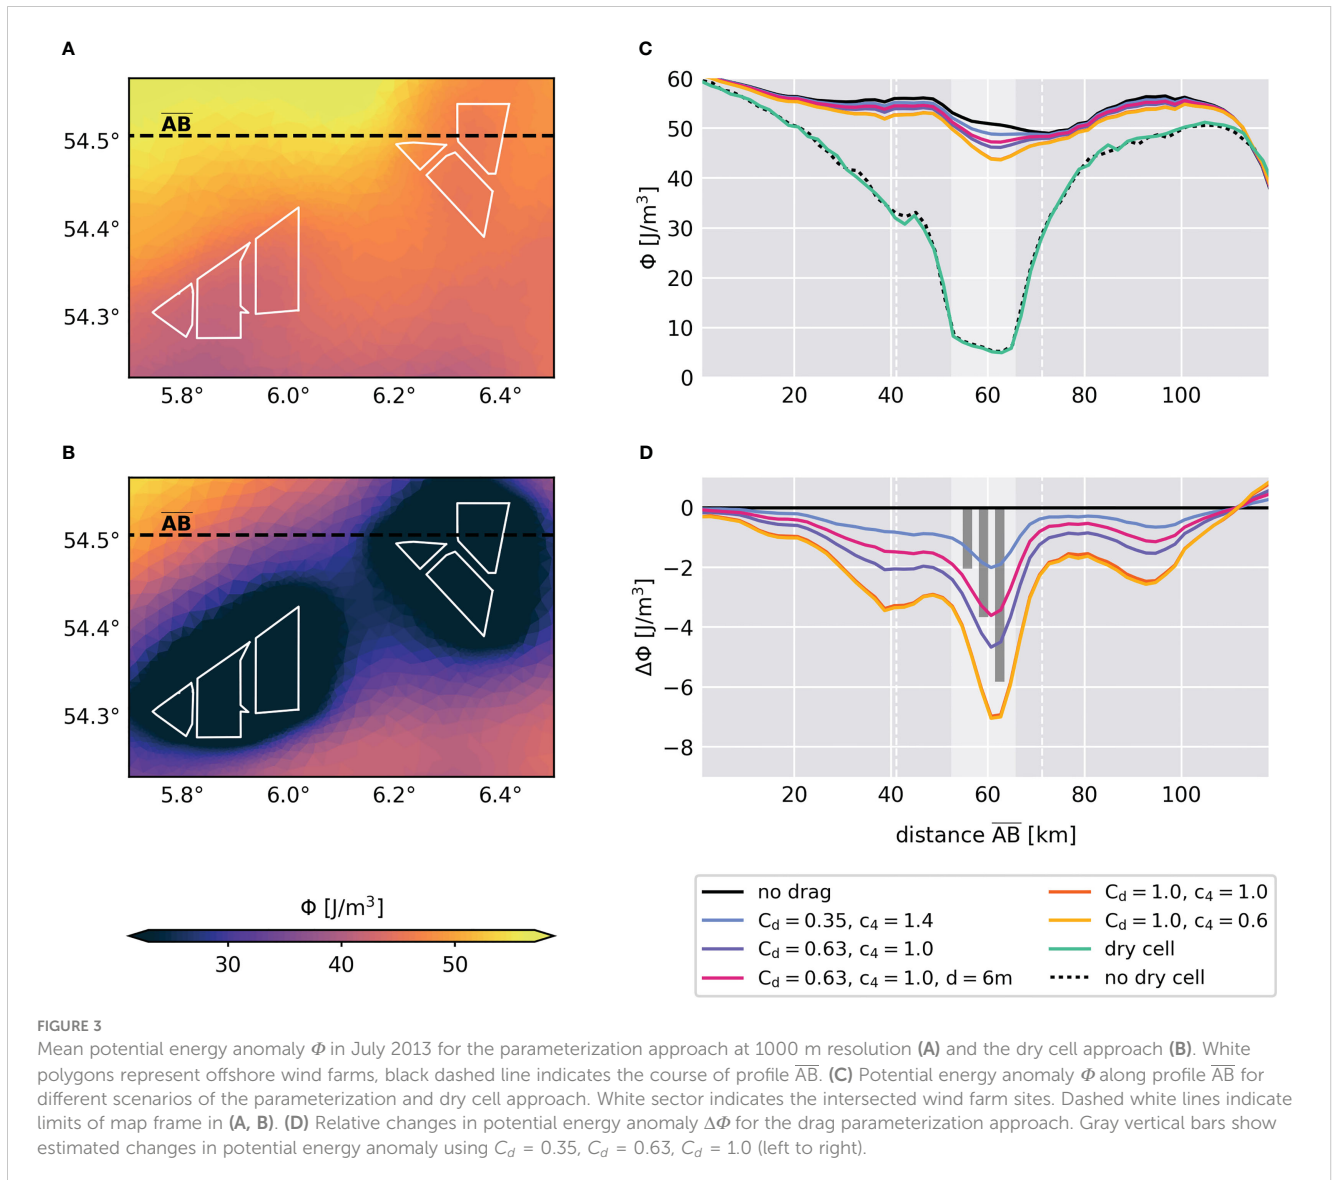 A
AB
54.5°
54.4°
54.3°
5.8°
6.0°
6.2°
6.4°
B
AB
54.5°
54.4°
54.3°
5.8°
6.0°
6.2°
6.4°
Φ [J/m³]
30
40
50
C
60
50
40
30
20
10
0
Φ [J/m³]
20
40
60
80
100
D
0
−2
−4
−6
−8
ΔΦ [J/m³]
20
40
60
80
100
distance AB [km]
no drag
C_d = 0.35, c_4 = 1.4
C_d = 0.63, c_4 = 1.0
C_d = 0.63, c_4 = 1.0, d = 6m
C_d = 1.0, c_4 = 1.0
C_d = 1.0, c_4 = 0.6
dry cell
no dry cell
FIGURE 3
Mean potential energy anomaly Φ in July 2013 for the parameterization approach at 1000 m resolution (A) and the dry cell approach (B). White
polygons represent offshore wind farms, black dashed line indicates the course of profile AB. (C) Potential energy anomaly Φ along profile AB for
different scenarios of the parameterization and dry cell approach. White sector indicates the intersected wind farm sites. Dashed white lines indicate
limits of map frame in (A, B). (D) Relative changes in potential energy anomaly ΔΦ for the drag parameterization approach. Gray vertical bars show
estimated changes in potential energy anomaly using C_d = 0.35, C_d = 0.63, C_d = 1.0 (left to right).